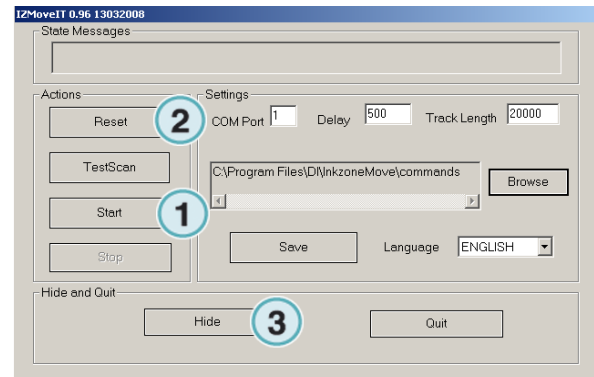 IZMoveIT 0.96 13032008
State Messages
Actions
Reset
2
TestScan
Start
1
Stop
Settings
COM Port 1 Delay 500 Track Length 20000
C:\Program Files\DI\InkzoneMove\commands
Browse
Save Language ENGLISH
Hide and Quit
Hide 3 Quit